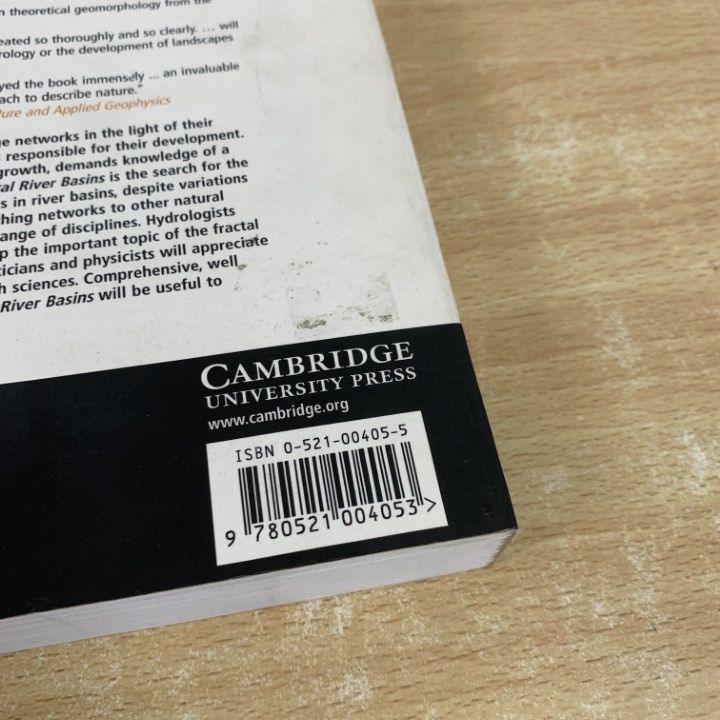 n theoretical geomorphology from the
eated so thoroughly and so clearly. ... will
rology or the development of landscapes
yed the book immensely ... an invaluable
ach to describe nature."
Pure and Applied Geophysics
ge networks in the light of their
s responsible for their development.
growth, demands knowledge of a
tal River Basins is the search for the
s in river basins, despite variations
ching networks to other natural
ange of disciplines. Hydrologists
p the important topic of the fractal
ticians and physicists will appreciate
h sciences. Comprehensive, well
River Basins will be useful to
CAMBRIDGE
UNIVERSITY PRESS
www.cambridge.org
ISBN 0-521-00405-5
9 780521 004053 >